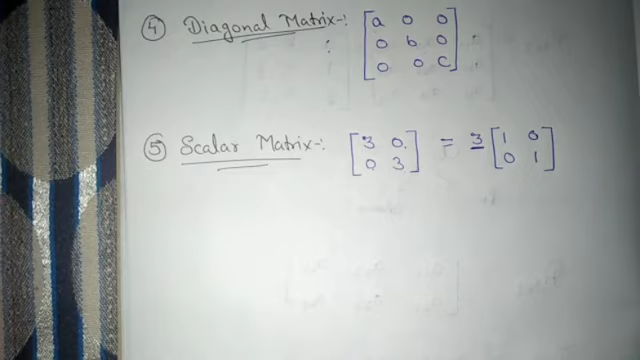 ④ Diagonal Matrix-: [a 0 0
0 b 0
0 0 c]
⑤ Scalar Matrix-: [3 0 = 3 [1 0
0 3] 0 1]